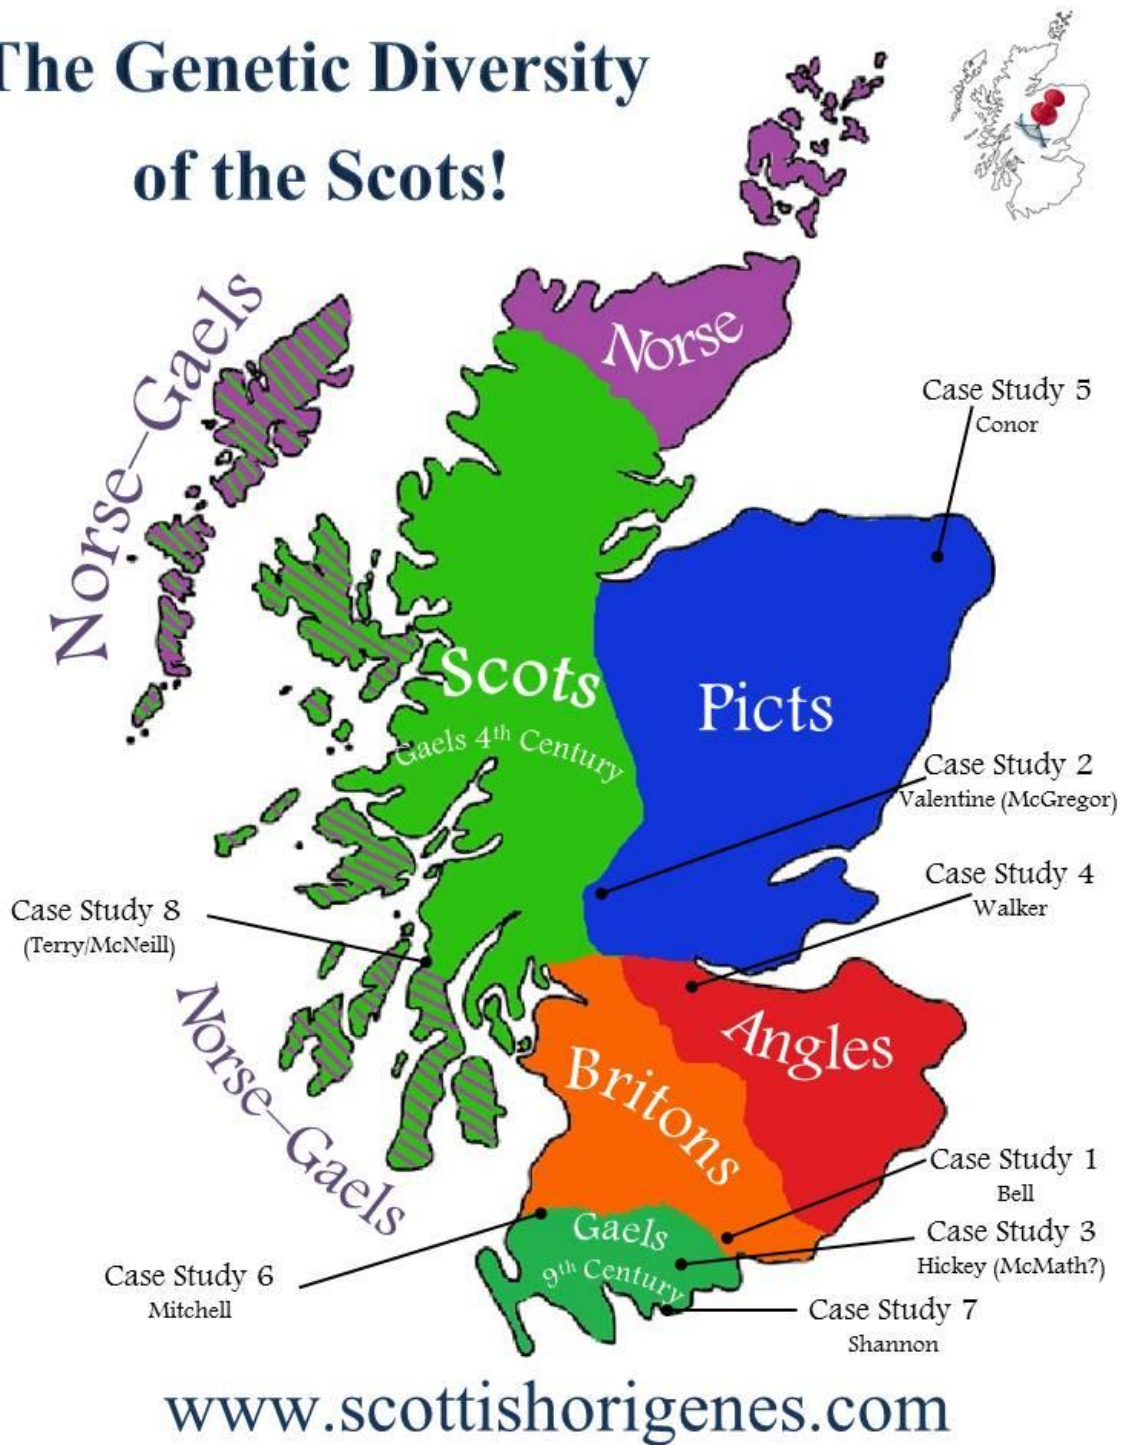 The Genetic Diversity
of the Scots!
Norse
Norse–Gaels
Case Study 5
Conor
Scots
Gaels 4th Century
Picts
Case Study 2
Valentine (McGregor)
Case Study 4
Walker
Case Study 8
(Terry/McNeill)
Norse–Gaels
Angles
Britons
Case Study 1
Bell
Gaels
9th Century
Case Study 3
Hickey (McMath?)
Case Study 6
Mitchell
Case Study 7
Shannon
www.scottishorigenes.com